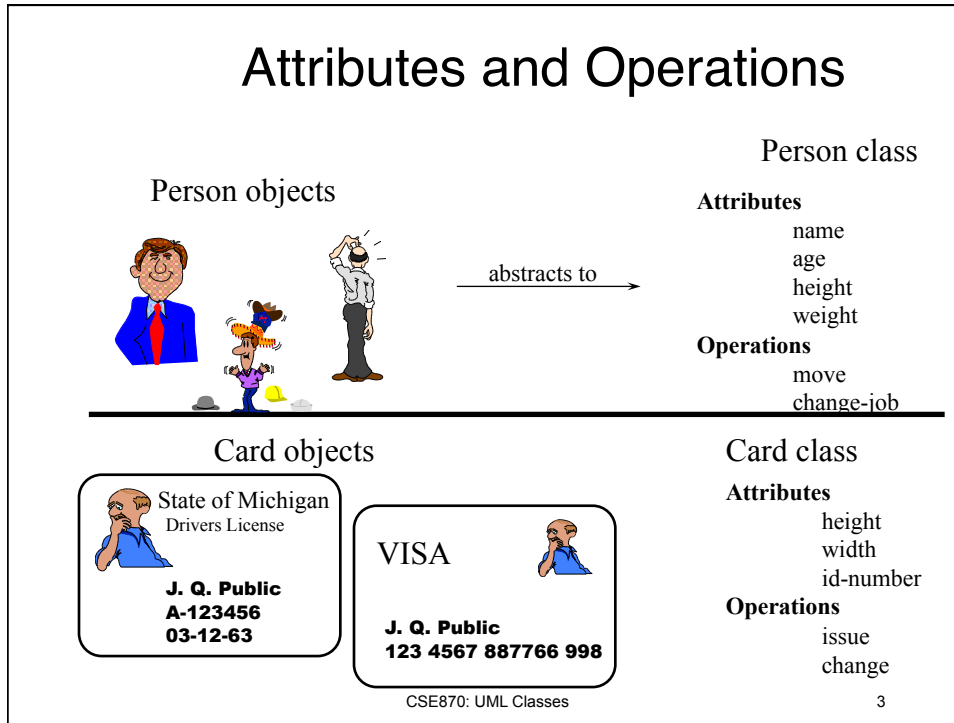 Attributes and Operations
Person objects
abstracts to
Person class
Attributes
name
age
height
weight
Operations
move
change-job
Card objects
State of Michigan
Drivers License
J. Q. Public
A-123456
03-12-63
VISA
J. Q. Public
123 4567 887766 998
Card class
Attributes
height
width
id-number
Operations
issue
change
CSE870: UML Classes
3